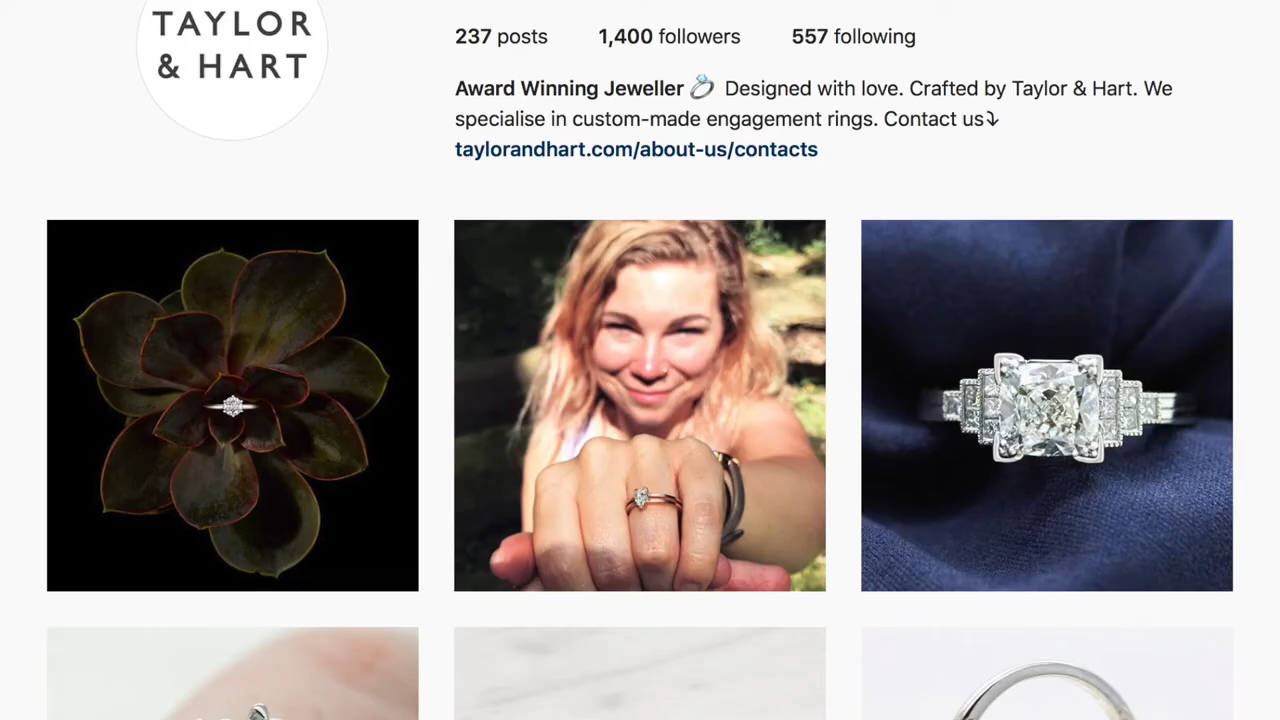 TAYLOR
& HART
237 posts 1,400 followers 557 following
Award Winning Jeweller 💍 Designed with love. Crafted by Taylor & Hart. We
specialise in custom-made engagement rings. Contact us⤵
taylorandhart.com/about-us/contacts